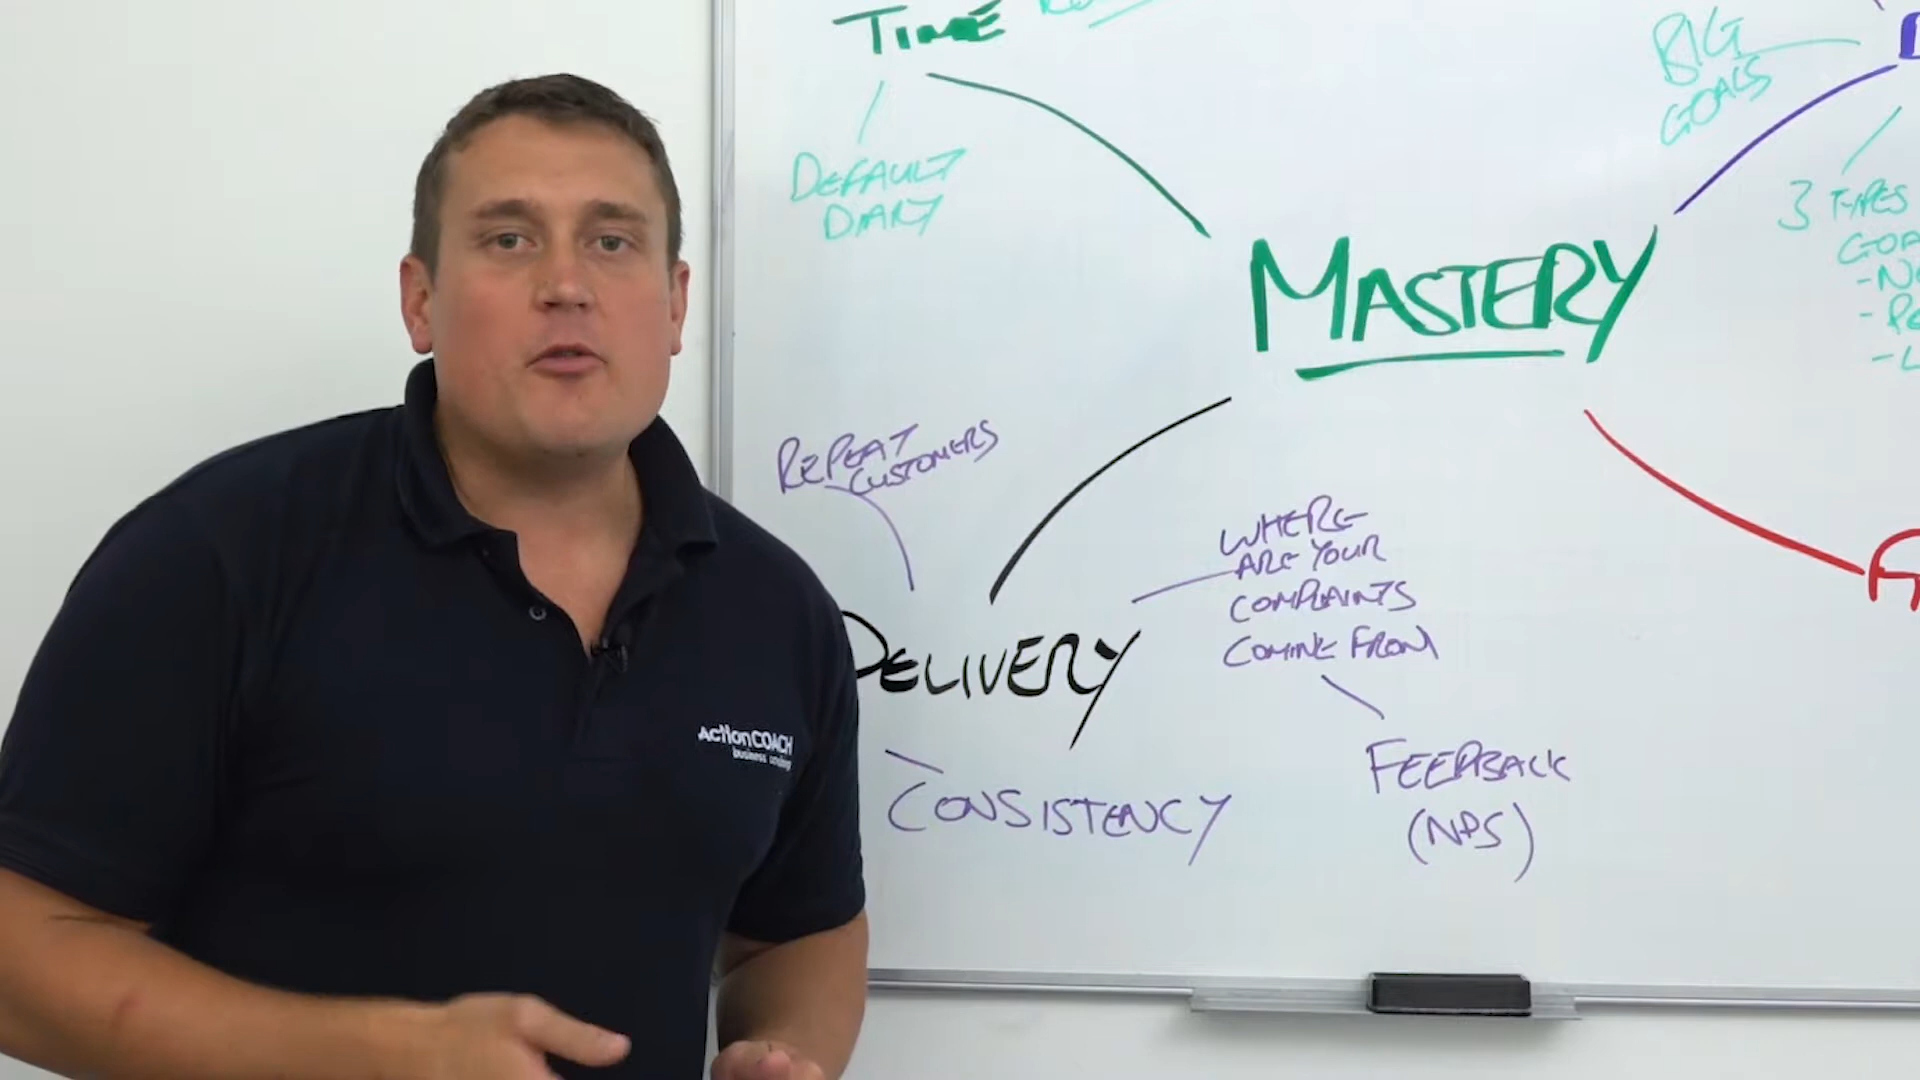 TIME
BIG
GOALS
DEFAULT
DIARY
3 TYPES
MASTERY
REPEAT
CUSTOMERS
WHERE
ARE YOUR
COMPLAINTS
COMING FROM
DELIVERY
FEEDBACK
(NPS)
CONSISTENCY
ActionCOACH
business